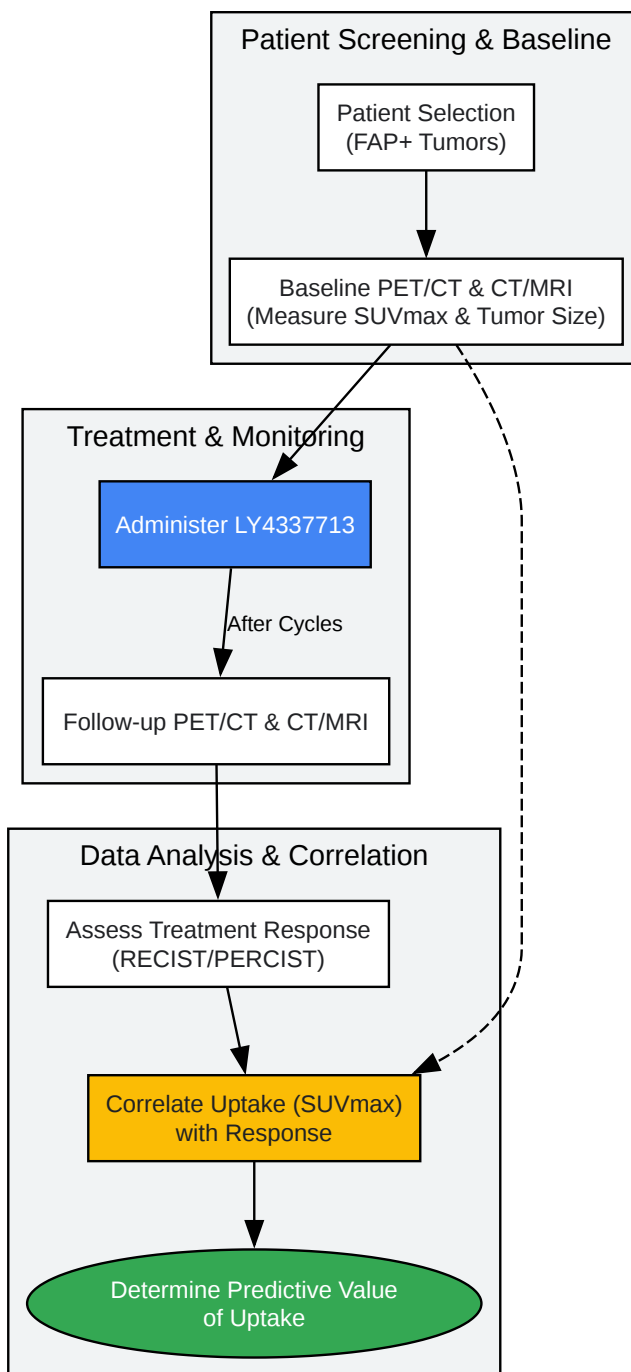 Patient Screening & Baseline
Patient Selection
(FAP+ Tumors)
Baseline PET/CT & CT/MRI
(Measure SUVmax & Tumor Size)
Treatment & Monitoring
Administer LY4337713
After Cycles
Follow-up PET/CT & CT/MRI
Data Analysis & Correlation
Assess Treatment Response
(RECIST/PERCIST)
Correlate Uptake (SUVmax)
with Response
Determine Predictive Value
of Uptake